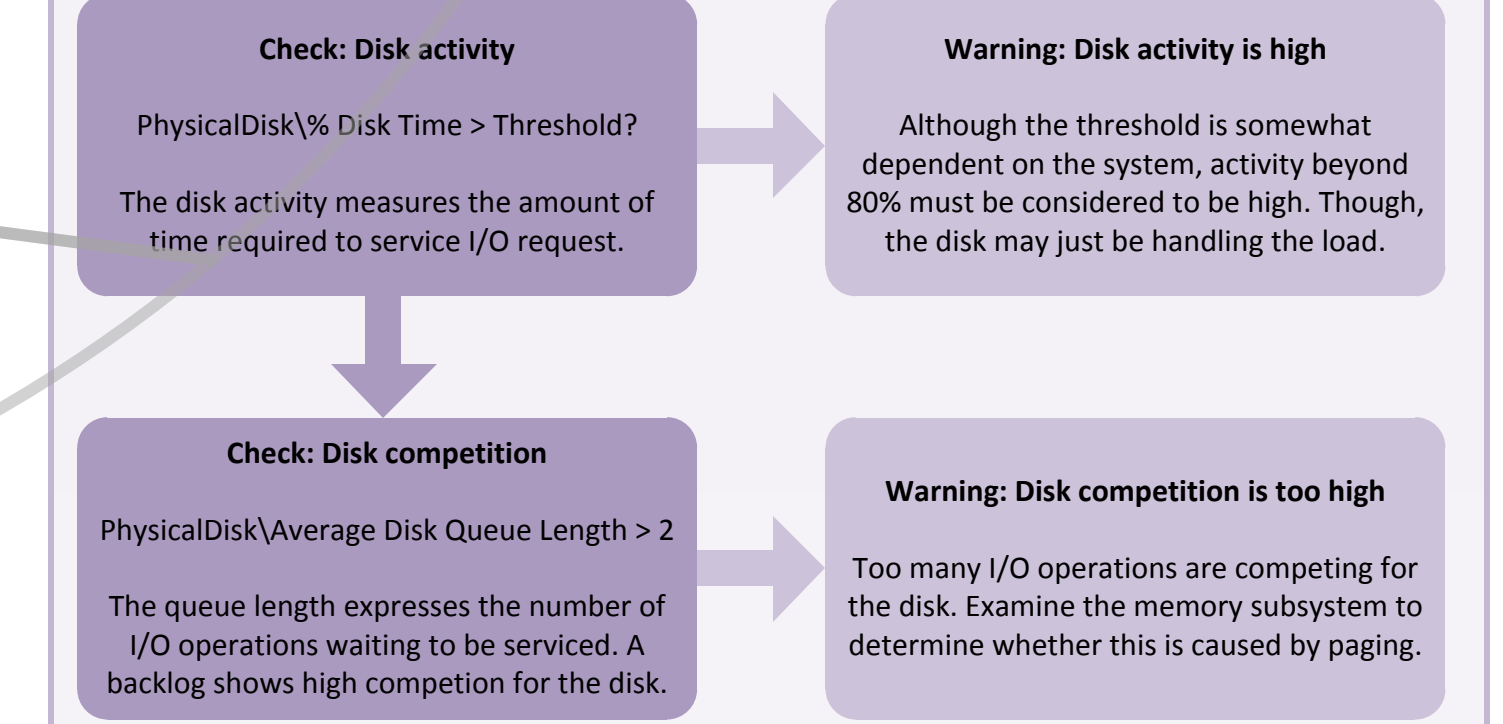 Check: Disk activity
PhysicalDisk\% Disk Time > Threshold?
The disk activity measures the amount of
time required to service I/O request.
Warning: Disk activity is high
Although the threshold is somewhat
dependent on the system, activity beyond
80% must be considered to be high. Though,
the disk may just be handling the load.
Check: Disk competition
PhysicalDisk\Average Disk Queue Length > 2
The queue length expresses the number of
I/O operations waiting to be serviced. A
backlog shows high competion for the disk.
Warning: Disk competition is too high
Too many I/O operations are competing for
the disk. Examine the memory subsystem to
determine whether this is caused by paging.